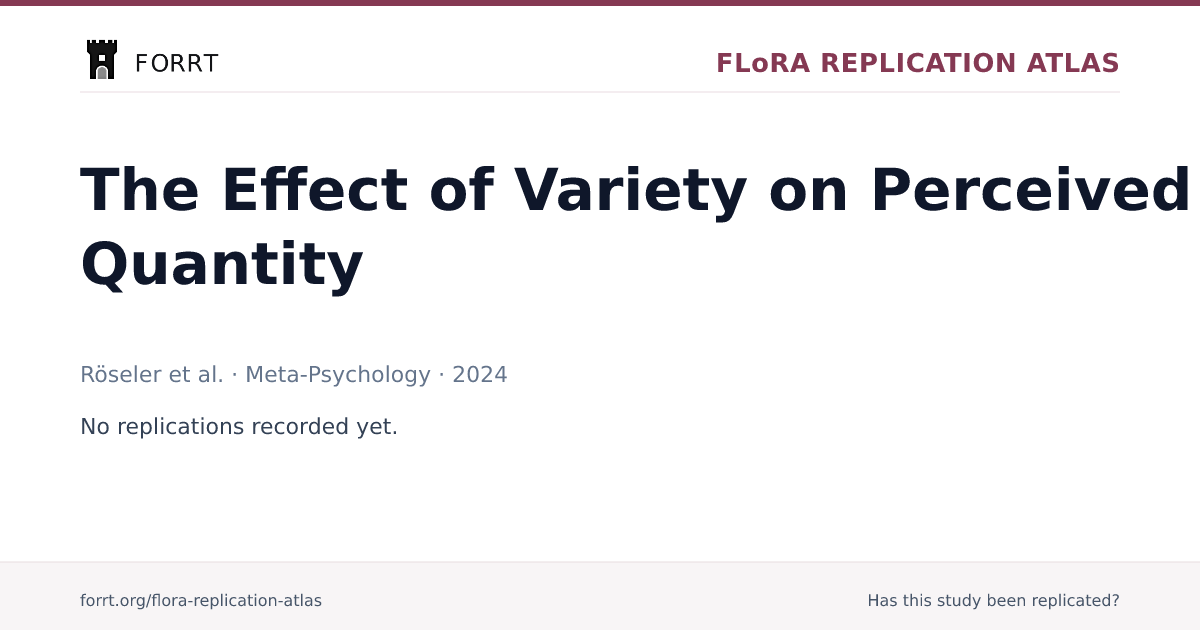 FORRT
FLoRA REPLICATION ATLAS
The Effect of Variety on Perceived
Quantity
Röseler et al. · Meta-Psychology · 2024
No replications recorded yet.
forrt.org/flora-replication-atlas
Has this study been replicated?